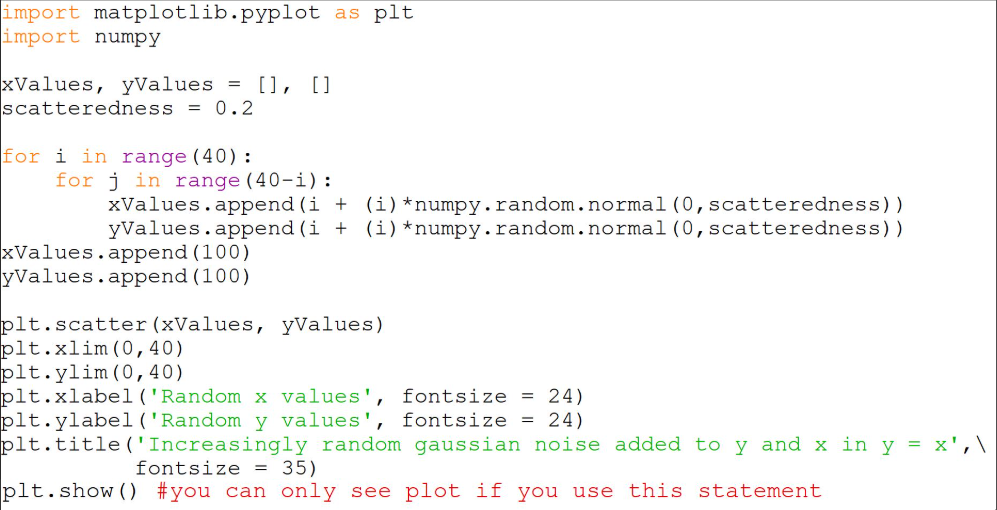 import matplotlib.pyplot as plt
import numpy

xValues, yValues = [], []
scatteredness = 0.2

for i in range(40):
    for j in range(40-i):
        xValues.append(i + (i)*numpy.random.normal(0,scatteredness))
        yValues.append(i + (i)*numpy.random.normal(0,scatteredness))
xValues.append(100)
yValues.append(100)

plt.scatter(xValues, yValues)
plt.xlim(0,40)
plt.ylim(0,40)
plt.xlabel('Random x values', fontsize = 24)
plt.ylabel('Random y values', fontsize = 24)
plt.title('Increasingly random gaussian noise added to y and x in y = x',\
          fontsize = 35)
plt.show() #you can only see plot if you use this statement